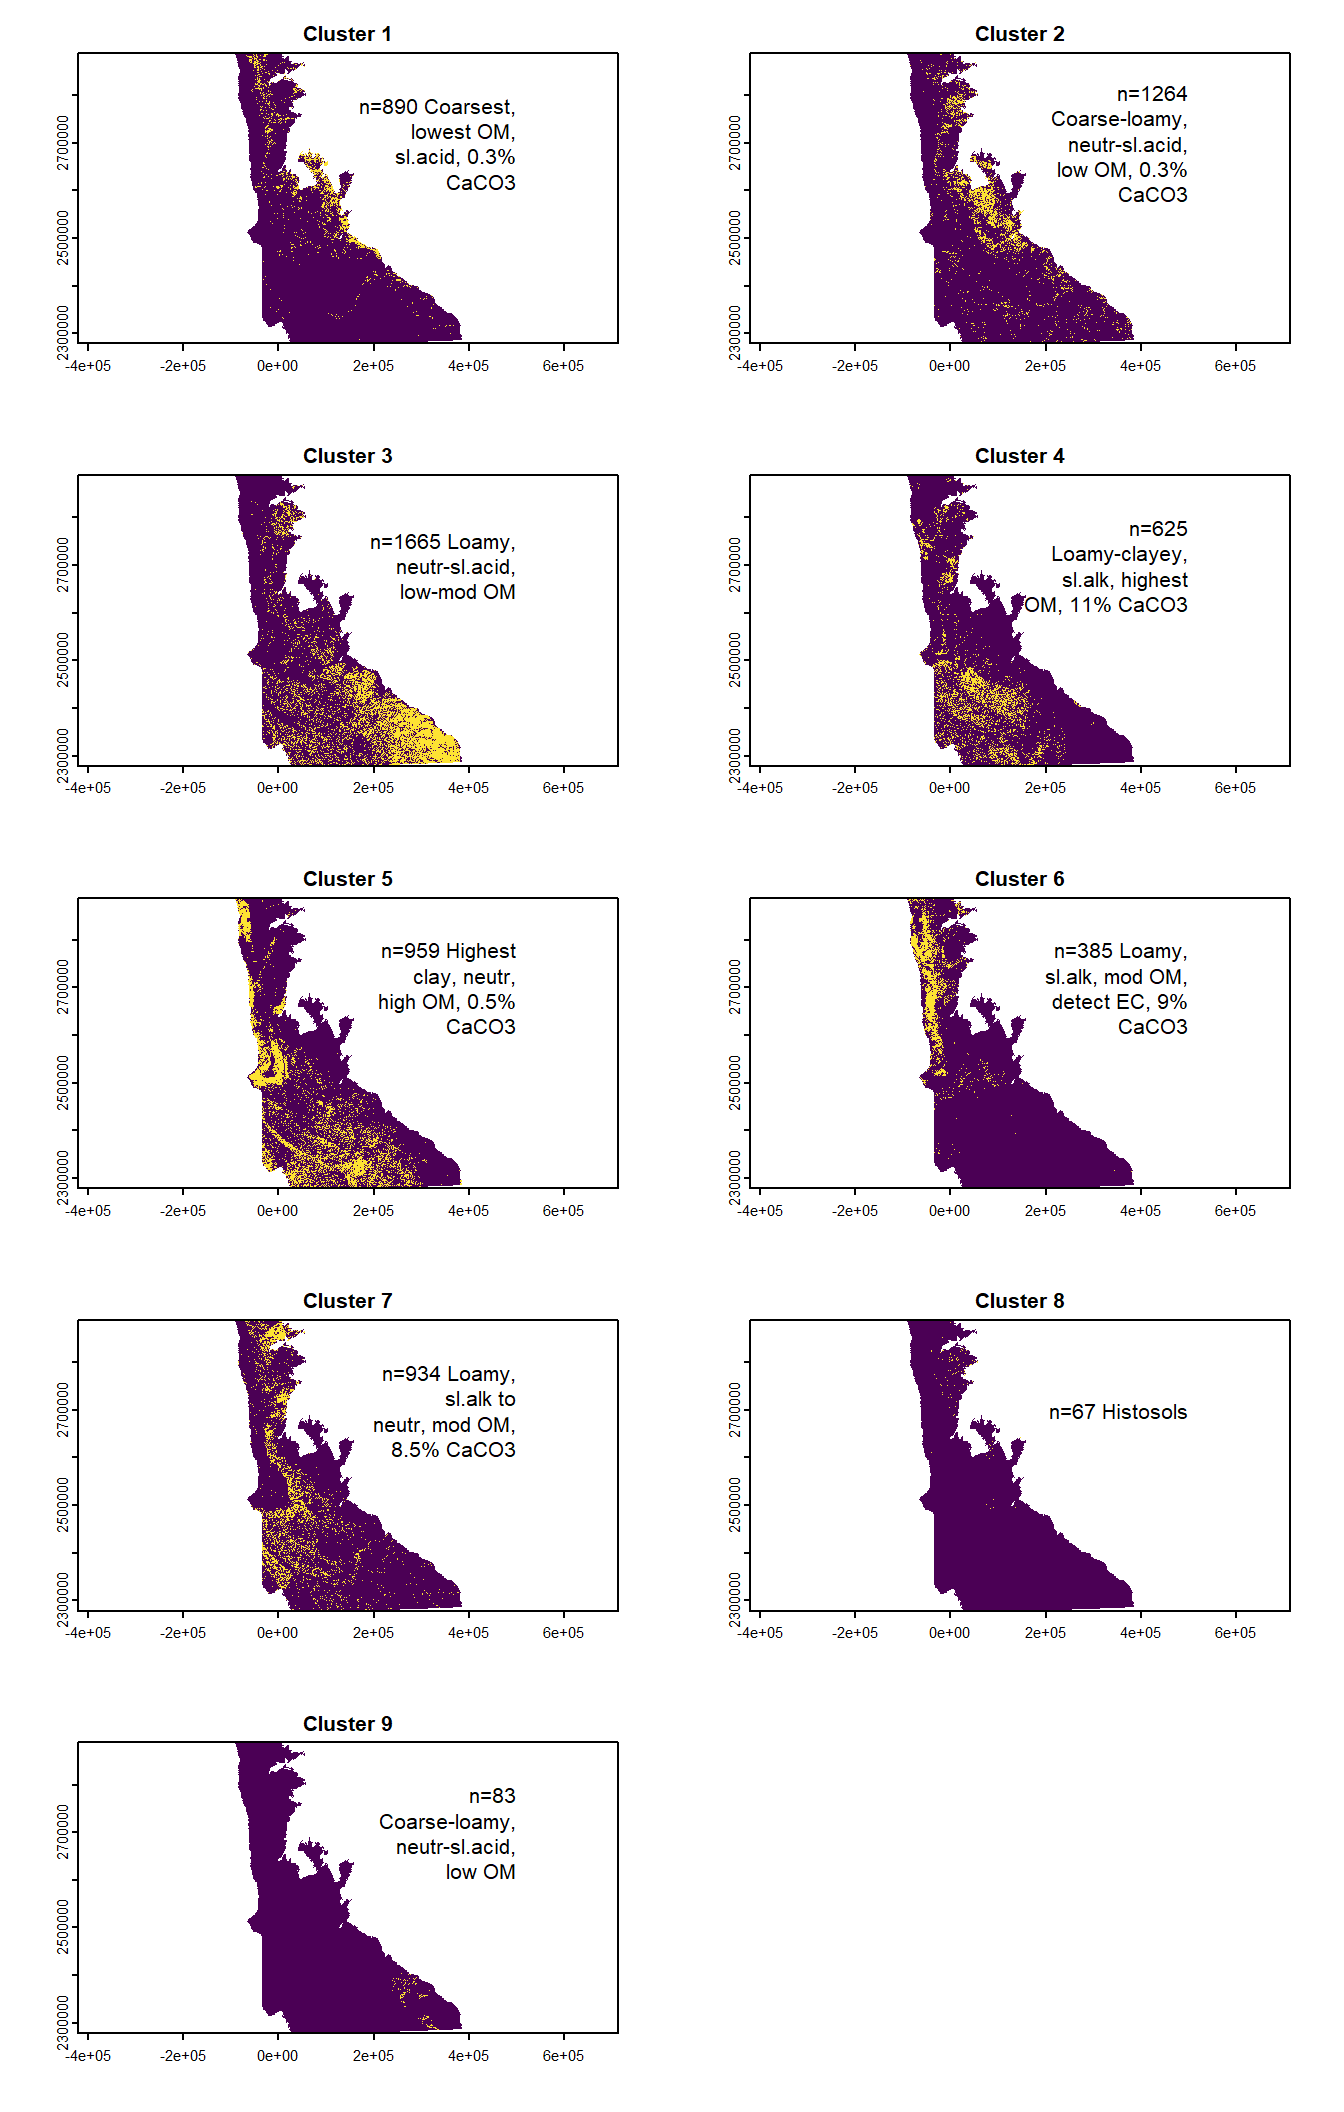 Cluster 1
n=890 Coarsest,
lowest OM,
sl.acid, 0.3%
CaCO3
2700000
2500000
2300000
-4e+05 -2e+05 0e+00 2e+05 4e+05 6e+05
Cluster 2
n=1264
Coarse-loamy,
neutr-sl.acid,
low OM, 0.3%
CaCO3
2700000
2500000
2300000
-4e+05 -2e+05 0e+00 2e+05 4e+05 6e+05
Cluster 3
n=1665 Loamy,
neutr-sl.acid,
low-mod OM
2700000
2500000
2300000
-4e+05 -2e+05 0e+00 2e+05 4e+05 6e+05
Cluster 4
n=625
Loamy-clayey,
sl.alk, highest
OM, 11% CaCO3
2700000
2500000
2300000
-4e+05 -2e+05 0e+00 2e+05 4e+05 6e+05
Cluster 5
n=959 Highest
clay, neutr,
high OM, 0.5%
CaCO3
2700000
2500000
2300000
-4e+05 -2e+05 0e+00 2e+05 4e+05 6e+05
Cluster 6
n=385 Loamy,
sl.alk, mod OM,
detect EC, 9%
CaCO3
2700000
2500000
2300000
-4e+05 -2e+05 0e+00 2e+05 4e+05 6e+05
Cluster 7
n=934 Loamy,
sl.alk to
neutr, mod OM,
8.5% CaCO3
2700000
2500000
2300000
-4e+05 -2e+05 0e+00 2e+05 4e+05 6e+05
Cluster 8
n=67 Histosols
2700000
2500000
2300000
-4e+05 -2e+05 0e+00 2e+05 4e+05 6e+05
Cluster 9
n=83
Coarse-loamy,
neutr-sl.acid,
low OM
2700000
2500000
2300000
-4e+05 -2e+05 0e+00 2e+05 4e+05 6e+05